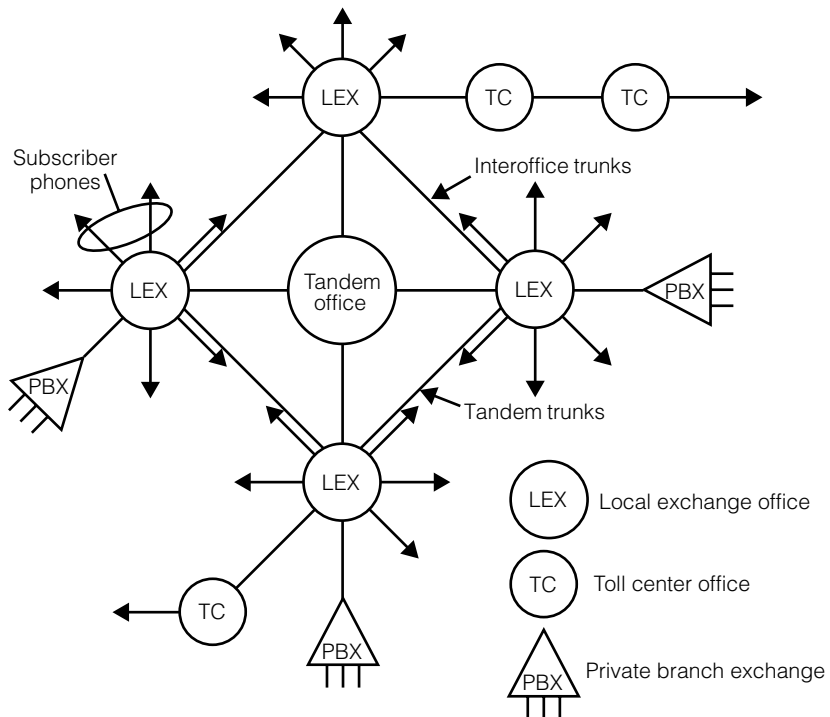 LEX
TC
TC
Subscriber
phones
Interoffice trunks
LEX
Tandem
office
LEX
PBX
PBX
Tandem trunks
LEX
LEX
Local exchange office
TC
Toll center office
TC
PBX
PBX
Private branch exchange